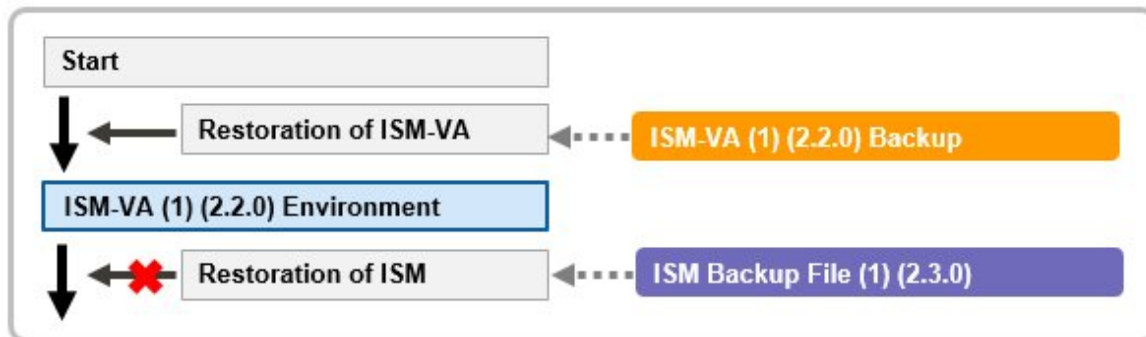 Start
Restoration of ISM-VA
ISM-VA (1) (2.2.0) Backup
ISM-VA (1) (2.2.0) Environment
Restoration of ISM
ISM Backup File (1) (2.3.0)